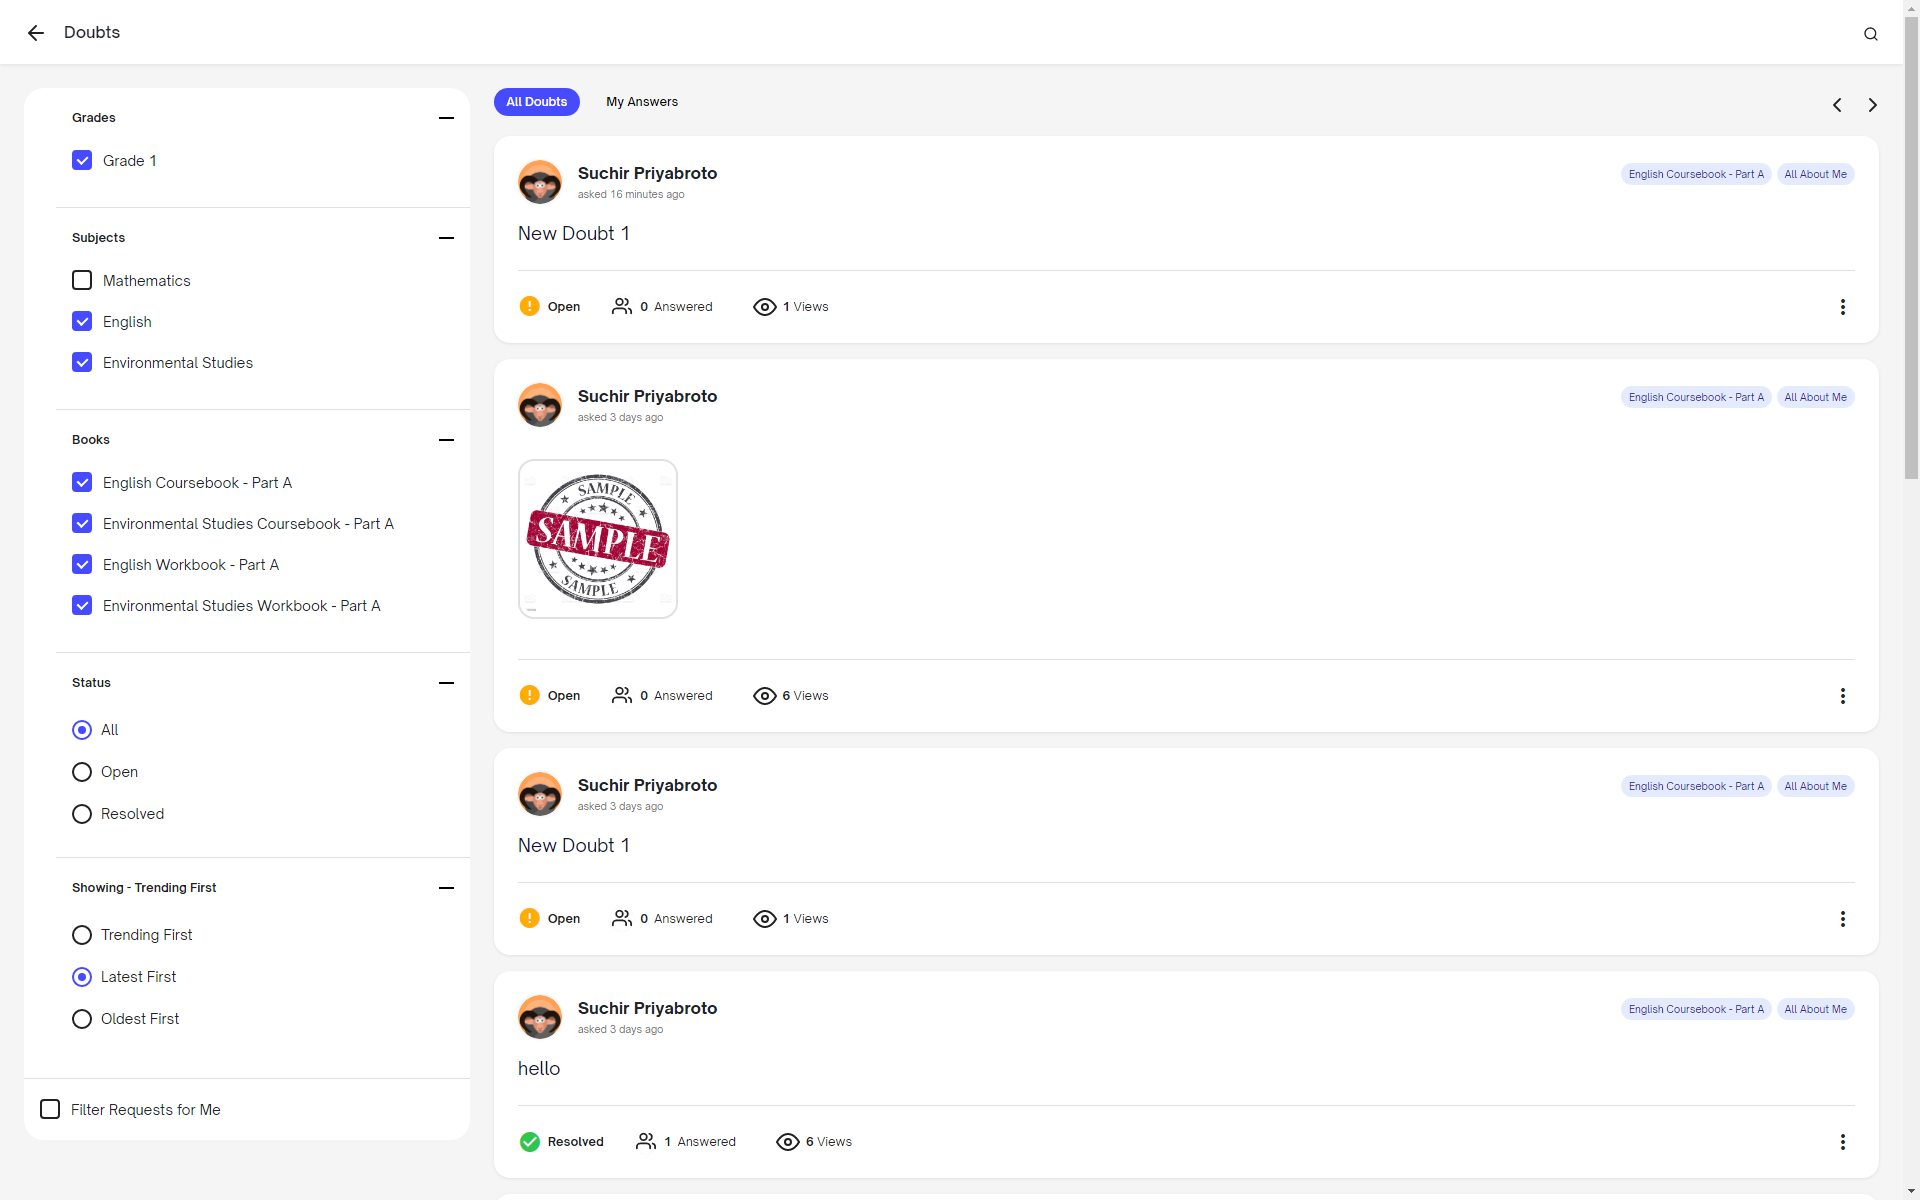 Doubts
Grades
Grade 1
Subjects
Mathematics
English
Environmental Studies
Books
English Coursebook - Part A
Environmental Studies Coursebook - Part A
English Workbook - Part A
Environmental Studies Workbook - Part A
Status
All
Open
Resolved
Showing - Trending First
Trending First
Latest First
Oldest First
Filter Requests for Me
All Doubts My Answers
Suchir Priyabroto English Coursebook - Part A All About Me
asked 16 minutes ago
New Doubt 1
Open 0 Answered 1 Views
Suchir Priyabroto English Coursebook - Part A All About Me
asked 3 days ago
SAMPLE
SAMPLE
SAMPLE
Open 0 Answered 6 Views
Suchir Priyabroto English Coursebook - Part A All About Me
asked 3 days ago
New Doubt 1
Open 0 Answered 1 Views
Suchir Priyabroto English Coursebook - Part A All About Me
asked 3 days ago
hello
Resolved 1 Answered 6 Views